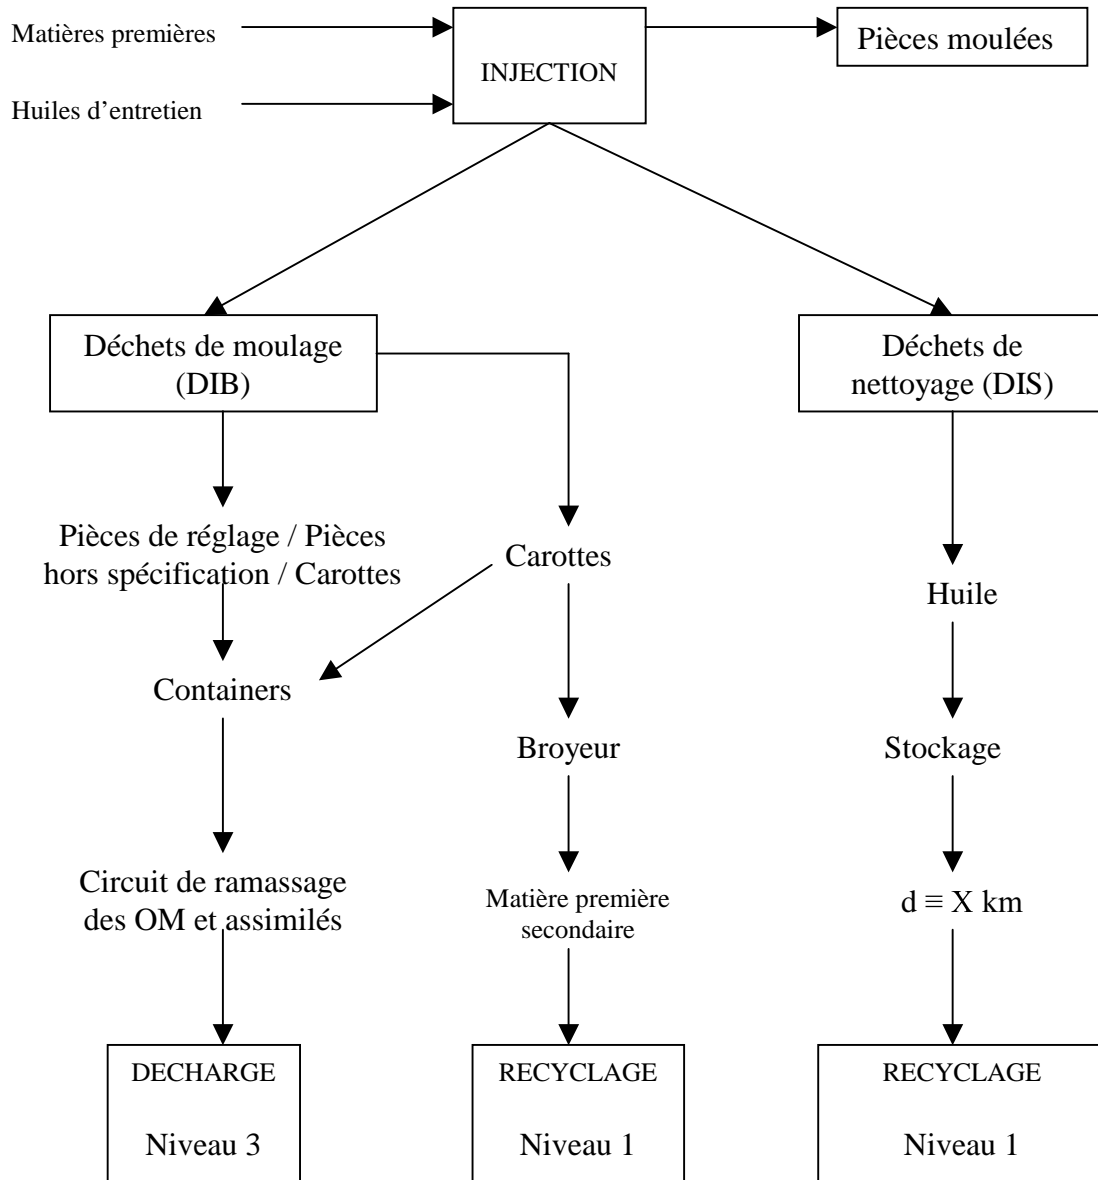 Matières premières
Pièces moulées
INJECTION
Huiles d’entretien
Déchets de moulage
(DIB)
Déchets de
nettoyage (DIS)
Pièces de réglage / Pièces
hors spécification / Carottes
Carottes
Huile
Containers
Broyeur
Stockage
Circuit de ramassage
des OM et assimilés
Matière première
secondaire
d ≡ X km
DECHARGE
Niveau 3
RECYCLAGE
Niveau 1
RECYCLAGE
Niveau 1